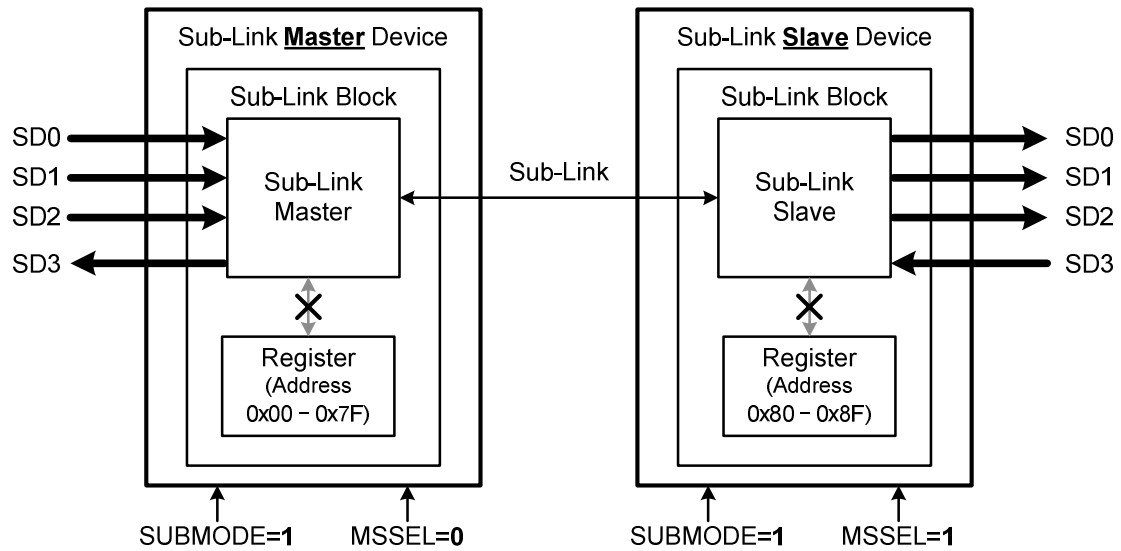 Sub-Link Master Device
Sub-Link Block
SD0
SD1
SD2
SD3
Sub-Link
Master
Register
(Address
0x00 – 0x7F)
SUBMODE=1
MSSEL=0
Sub-Link
Sub-Link Slave Device
Sub-Link Block
Sub-Link
Slave
SD0
SD1
SD2
SD3
Register
(Address
0x80 – 0x8F)
SUBMODE=1
MSSEL=1